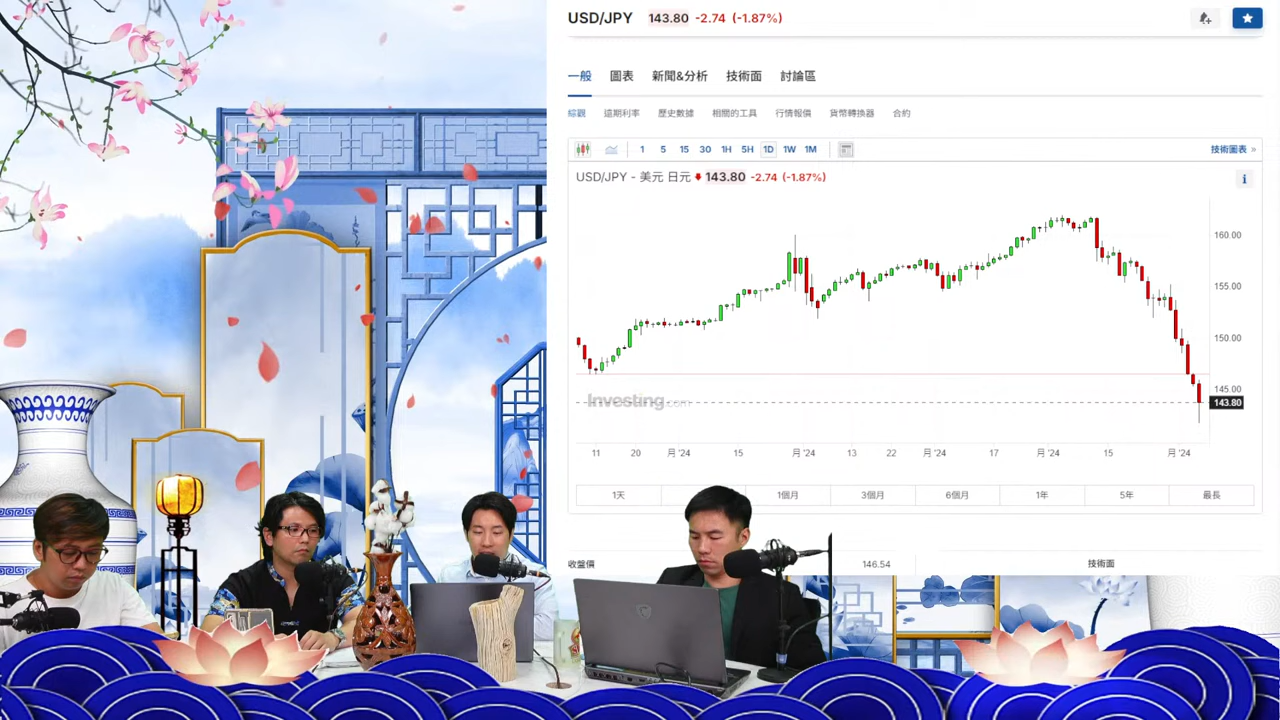 USD/JPY 143.80 -2.74 (-1.87%)
一般 圖表 新聞&分析 技術面 討論區
綜觀 遠期利率 歷史數據 相關的工具 行情報價 貨幣轉換器 合約
1 5 15 30 1H 5H 1D 1W 1M 技術圖表 »
USD/JPY - 美元 日元 143.80 -2.74 (-1.87%)
160.00
155.00
150.00
145.00
143.80
Investing.com
11 20 月 '24 15 月 '24 13 22 月 '24 17 月 '24 15 月 '24
1天 1個月 3個月 6個月 1年 5年 最長
收盤價 146.54 技術面